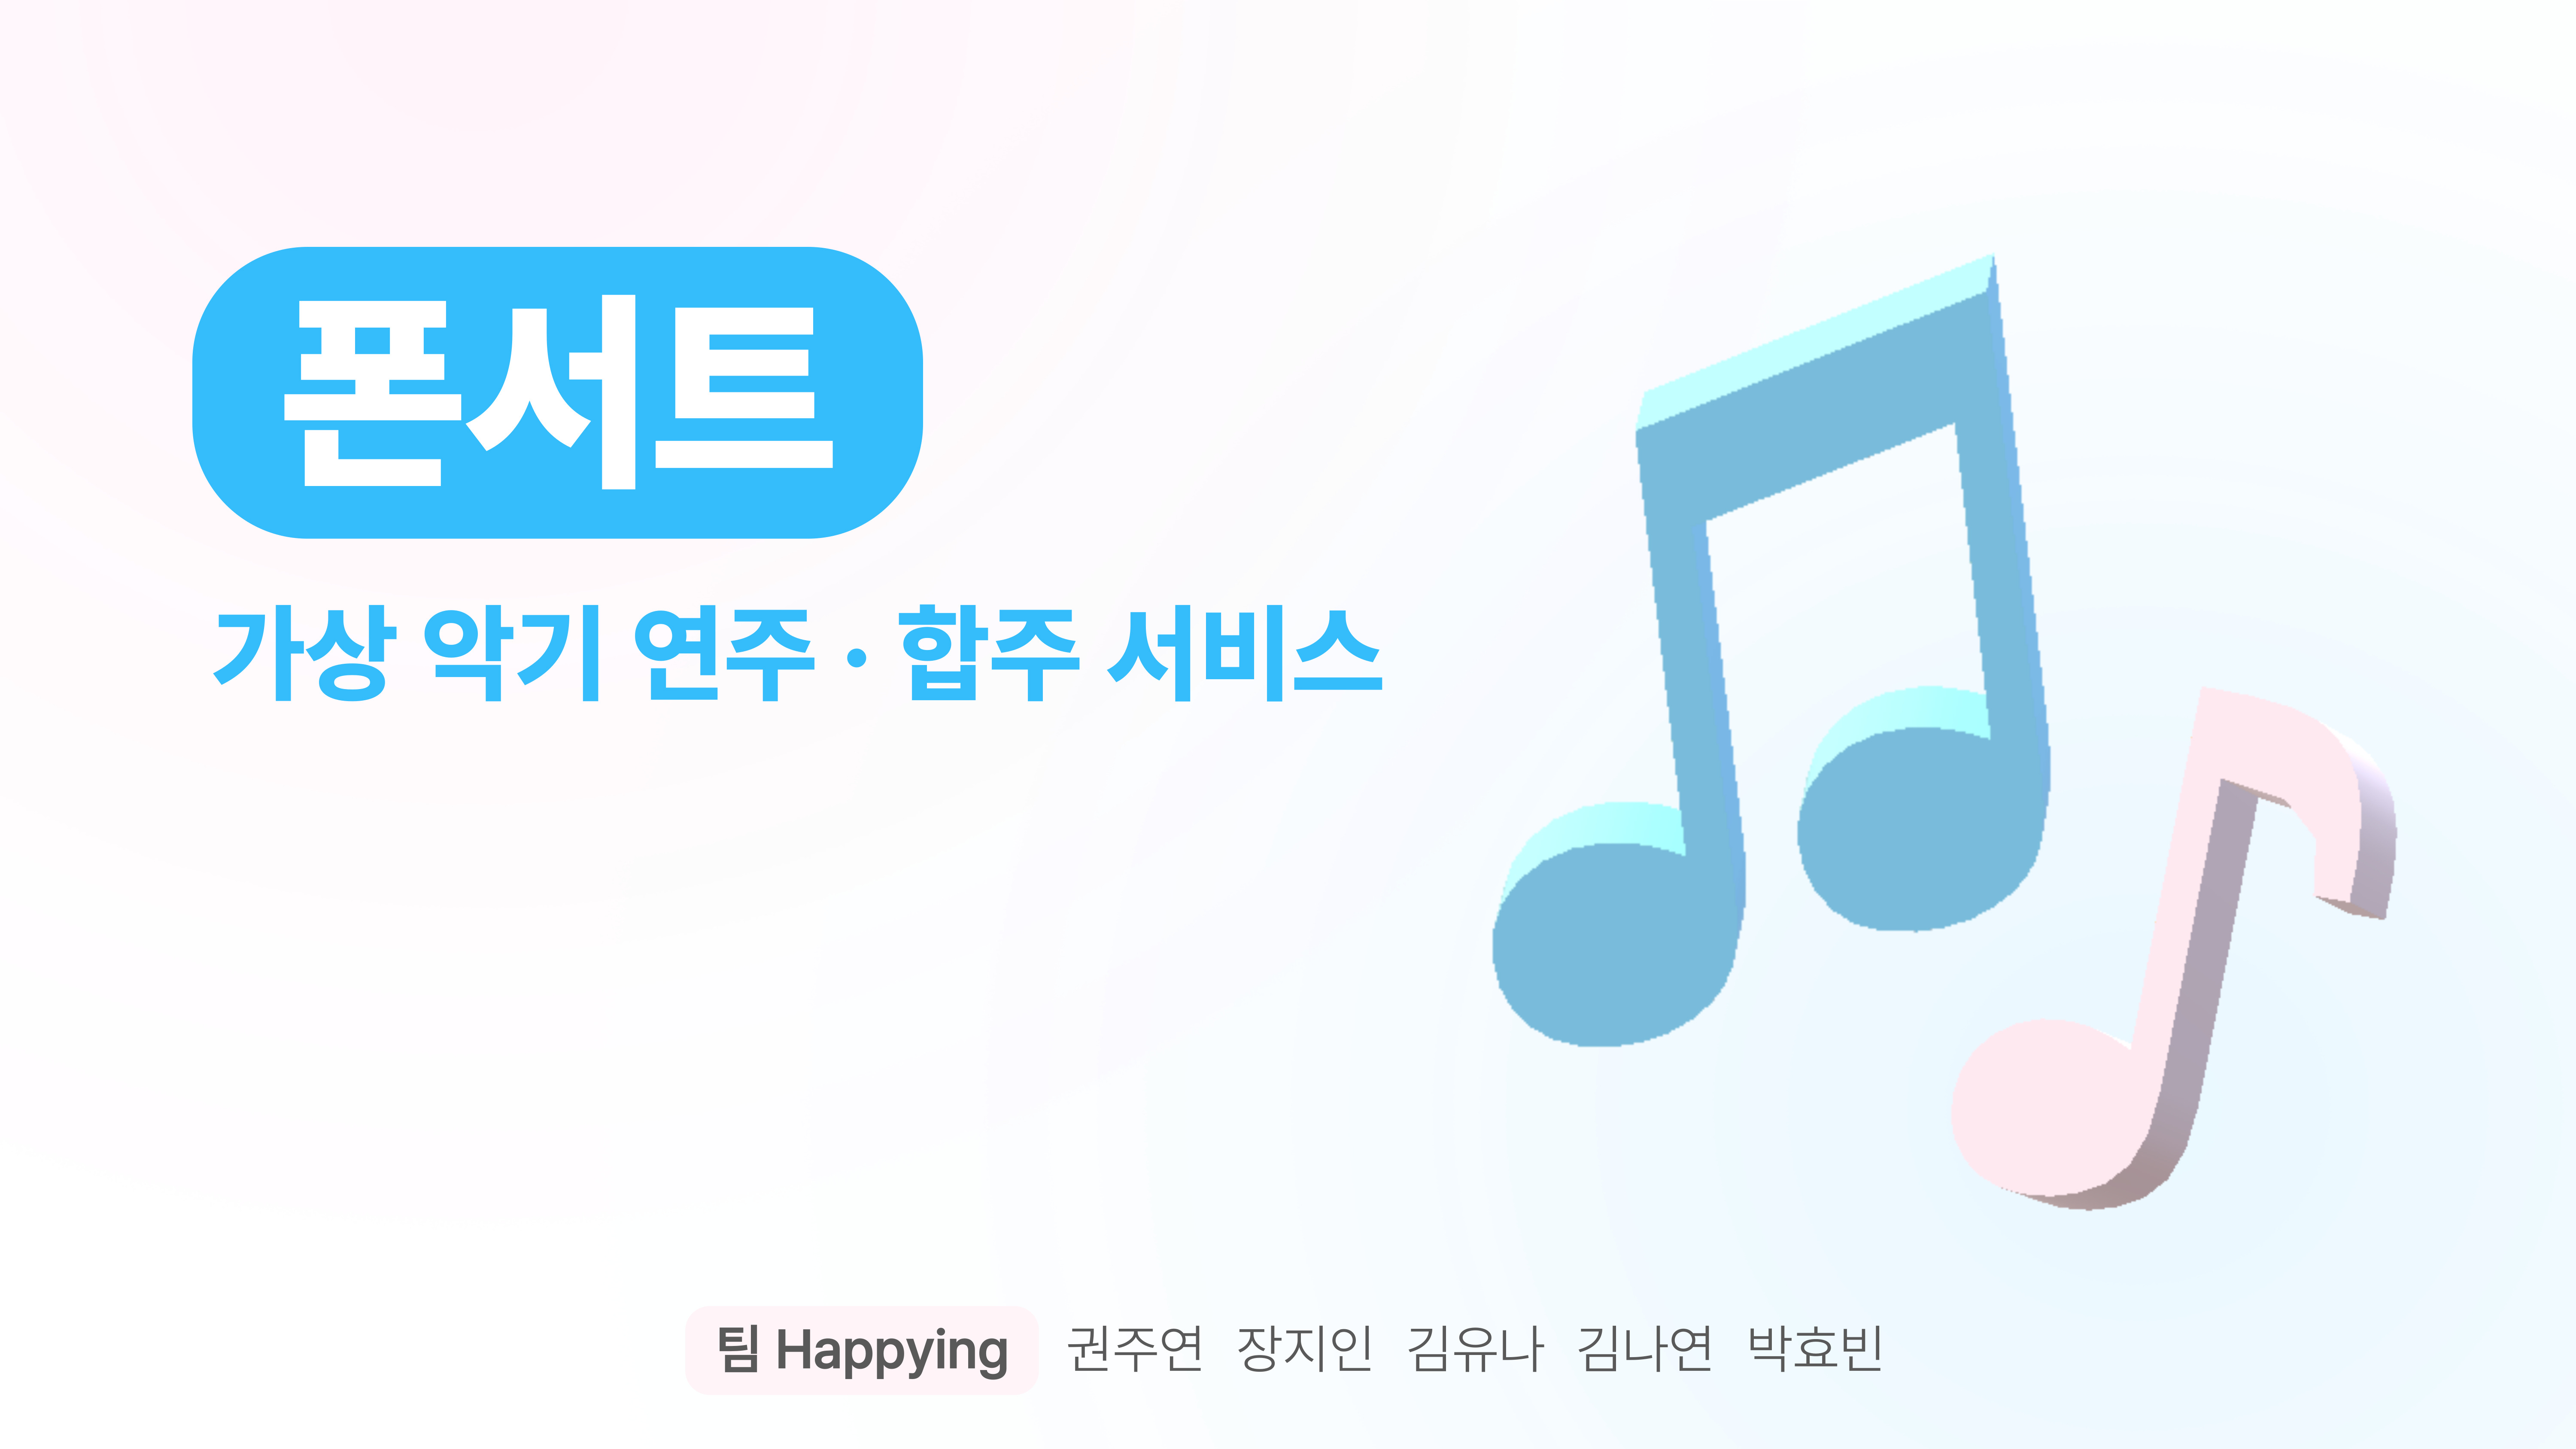 폰서트
가상 악기 연주 · 합주 서비스
팀 Happying 권주연 장지인 김유나 김나연 박효빈